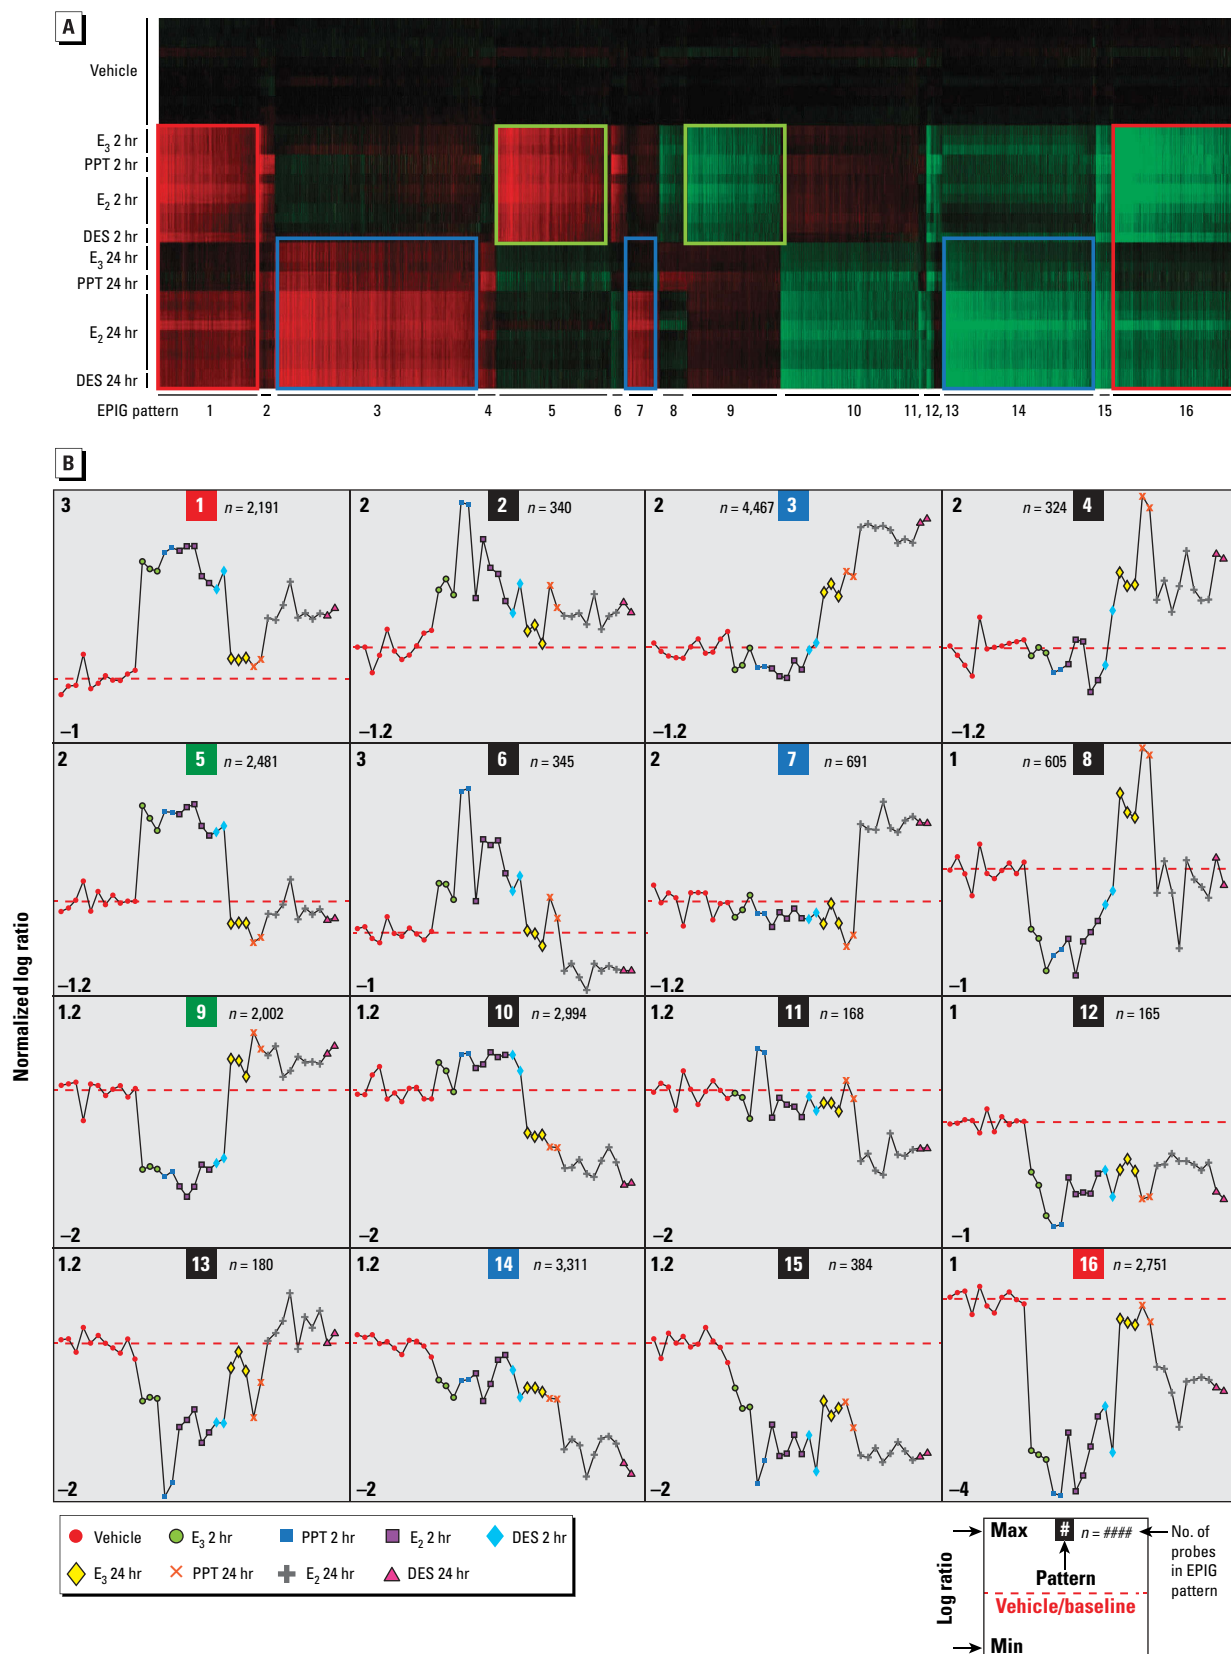 A
Vehicle
E3 2 hr
PPT 2 hr
E2 2 hr
DES 2 hr
E3 24 hr
PPT 24 hr
E2 24 hr
DES 24 hr
EPIG pattern 1 2 3 4 5 6 7 8 9 10 11, 12, 13 14 15 16
B
Normalized log ratio
3 1 n = 2,191 –1
2 2 n = 340 –1.2
2 n = 4,467 3 –1.2
2 n = 324 4 –1.2
2 5 n = 2,481 –1.2
3 6 n = 345 –1
2 7 n = 691 –1.2
1 n = 605 8 –1
1.2 9 n = 2,002 –2
1.2 10 n = 2,994 –2
1.2 11 n = 168 –2
1 12 n = 165 –1
1.2 13 n = 180 –2
1.2 14 n = 3,311 –2
1.2 15 n = 384 –2
1 16 n = 2,751 –4
Vehicle E3 2 hr PPT 2 hr E2 2 hr DES 2 hr
E3 24 hr PPT 24 hr E2 24 hr DES 24 hr
Log ratio
Max # n = ####
No. of
probes
in EPIG
pattern
Pattern
Vehicle/baseline
Min